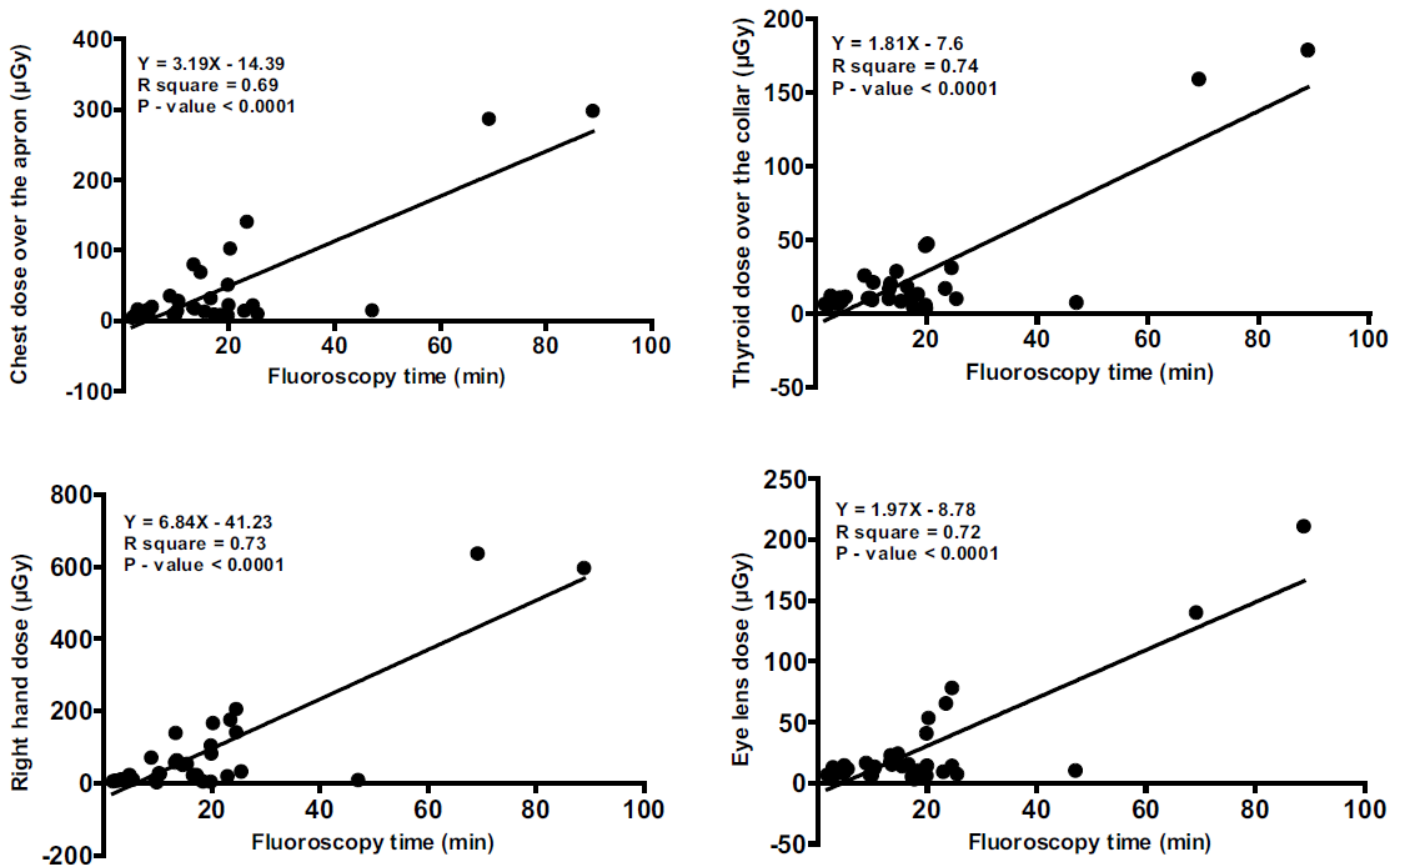 Chest dose over the apron (µGy)
400
300
200
100
0
-100
Y = 3.19X - 14.39
R square = 0.69
P - value < 0.0001
20
40
60
80
100
Fluoroscopy time (min)
Thyroid dose over the collar (µGy)
200
150
100
50
0
-50
Y = 1.81X - 7.6
R square = 0.74
P - value < 0.0001
20
40
60
80
100
Fluoroscopy time (min)
Right hand dose (µGy)
800
600
400
200
0
-200
Y = 6.84X - 41.23
R square = 0.73
P - value < 0.0001
20
40
60
80
100
Fluoroscopy time (min)
Eye lens dose (µGy)
250
200
150
100
50
0
-50
Y = 1.97X - 8.78
R square = 0.72
P - value < 0.0001
20
40
60
80
100
Fluoroscopy time (min)